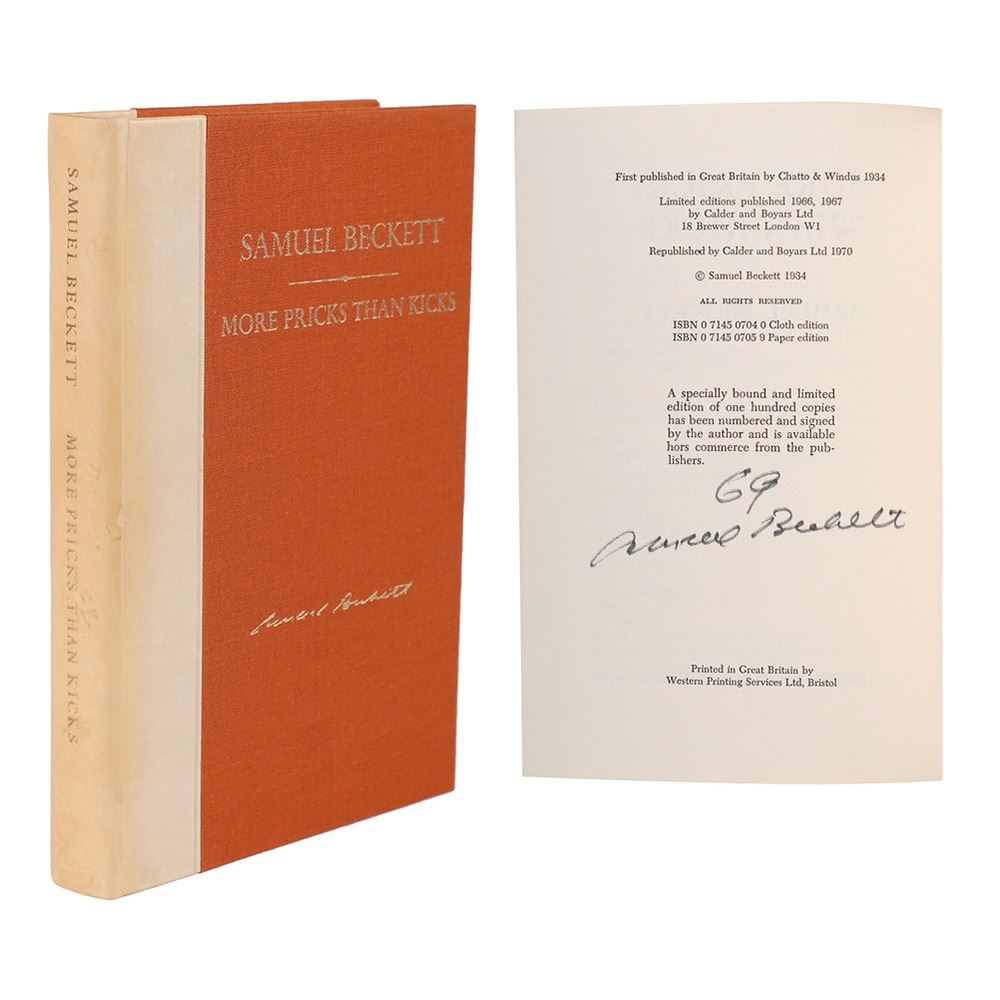 SAMUEL BECKETT MORE PRICKS THAN KICKS
SAMUEL BECKETT
MORE PRICKS THAN KICKS
Samuel Beckett
First published in Great Britain by Chatto & Windus 1934
Limited editions published 1966, 1967
by Calder and Boyars Ltd
18 Brewer Street London W1
Republished by Calder and Boyars Ltd 1970
© Samuel Beckett 1934
ALL RIGHTS RESERVED
ISBN 0 7145 0704 0 Cloth edition
ISBN 0 7145 0705 9 Paper edition
A specially bound and limited
edition of one hundred copies
has been numbered and signed
by the author and is available
hors commerce from the pub-
lishers.
69
Samuel Beckett
Printed in Great Britain by
Western Printing Services Ltd, Bristol